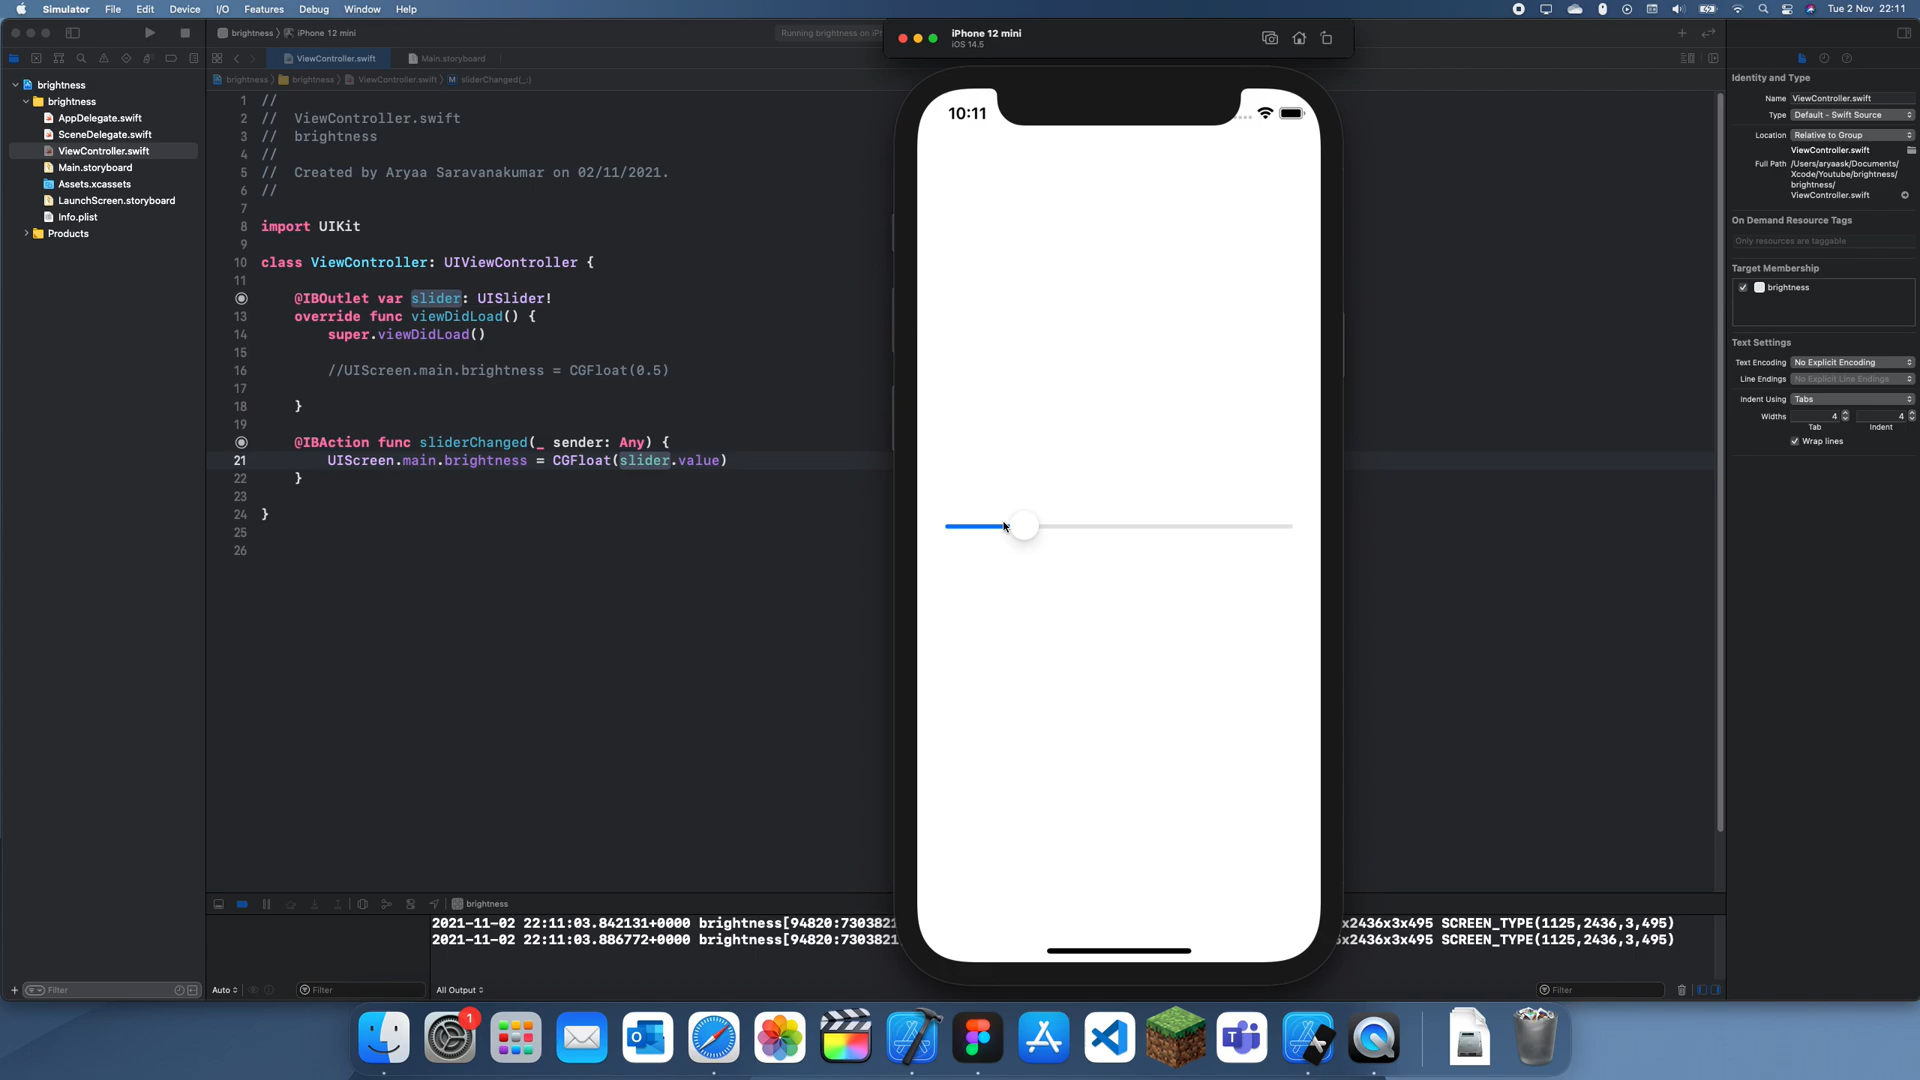 Simulator File Edit Device I/O Features Debug Window Help
Tue 2 Nov 22:11
brightness
iPhone 12 mini
Running brightness on iPh
iPhone 12 mini
iOS 14.5
ViewController.swift
Main.storyboard
brightness
brightness
ViewController.swift
M sliderChanged(_:)
brightness
brightness
AppDelegate.swift
SceneDelegate.swift
ViewController.swift
Main.storyboard
Assets.xcassets
LaunchScreen.storyboard
Info.plist
Products
1 //
2 // ViewController.swift
3 // brightness
4 //
5 // Created by Aryaa Saravanakumar on 02/11/2021.
6 //
7
8 import UIKit
9
10 class ViewController: UIViewController {
11
@IBOutlet var slider: UISlider!
13 override func viewDidLoad() {
14 super.viewDidLoad()
15
16 //UIScreen.main.brightness = CGFloat(0.5)
17
18 }
19
@IBAction func sliderChanged(_ sender: Any) {
21 UIScreen.main.brightness = CGFloat(slider.value)
22 }
23
24 }
25
26
10:11
Identity and Type
Name ViewController.swift
Type Default - Swift Source
Location Relative to Group
ViewController.swift
Full Path /Users/aryaask/Documents/
Xcode/Youtube/brightness/
brightness/
ViewController.swift
On Demand Resource Tags
Only resources are taggable
Target Membership
brightness
Text Settings
Text Encoding No Explicit Encoding
Line Endings No Explicit Line Endings
Indent Using Tabs
Widths 4 4
Tab Indent
Wrap lines
brightness
2021-11-02 22:11:03.842131+0000 brightness[94820:7303821
x2436x3x495 SCREEN_TYPE(1125,2436,3,495)
2021-11-02 22:11:03.886772+0000 brightness[94820:7303821
x2436x3x495 SCREEN_TYPE(1125,2436,3,495)
Filter
Auto
Filter
All Output
Filter
1